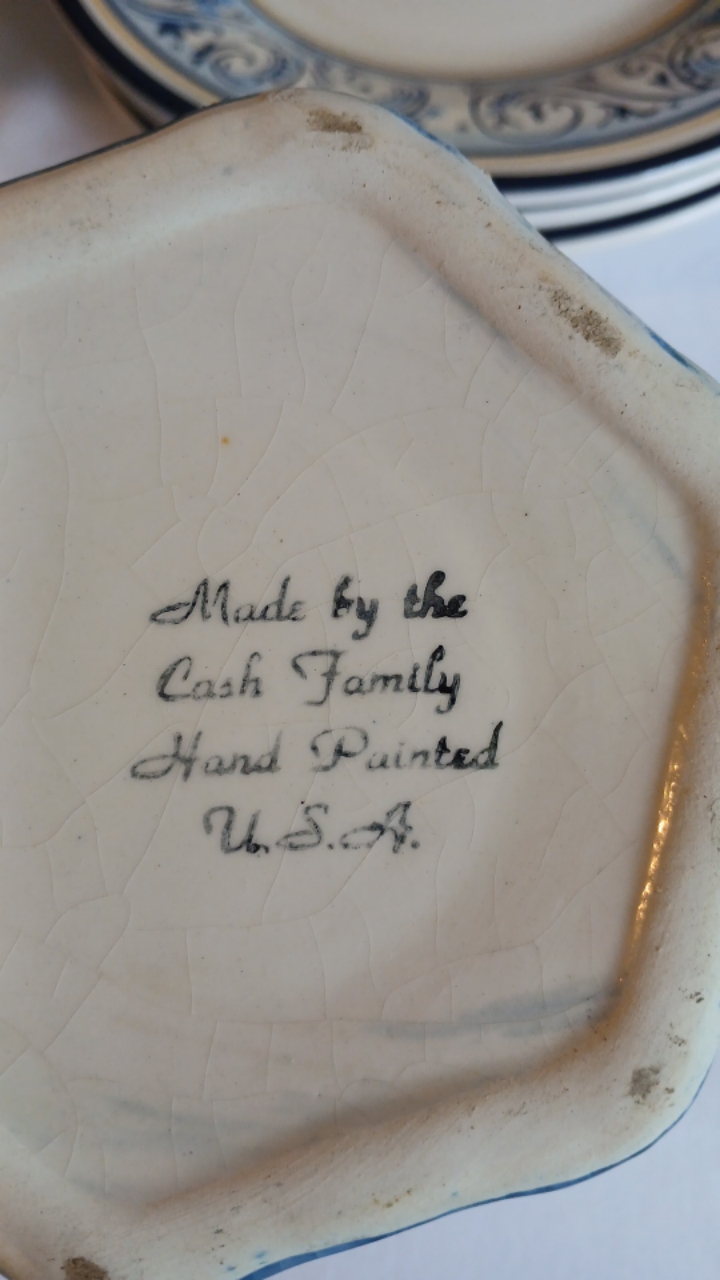 Made by the
Cash Family
Hand Painted
U.S.A.